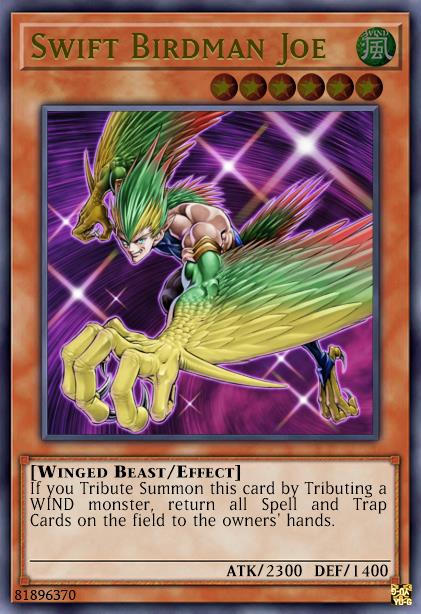 Swift Birdman Joe
WIND
風
[Winged Beast/Effect]
If you Tribute Summon this card by Tributing a
WIND monster, return all Spell and Trap
Cards on the field to the owners' hands.
ATK/2300 DEF/1400
81896370